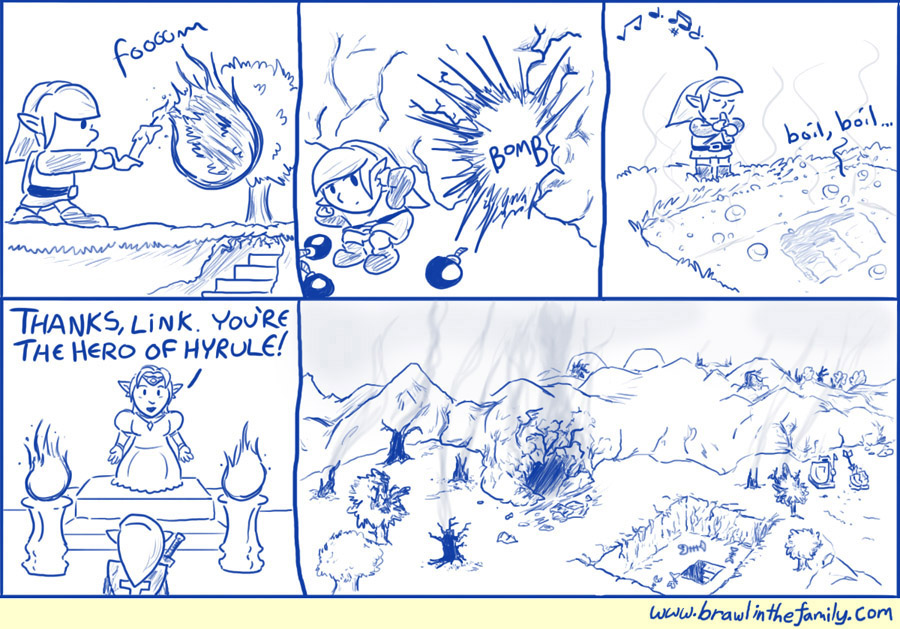 foooom
BOMB
boil, boil...
THANKS, LINK. YOU'RE
THE HERO OF HYRULE!
www.brawlinthefamily.com